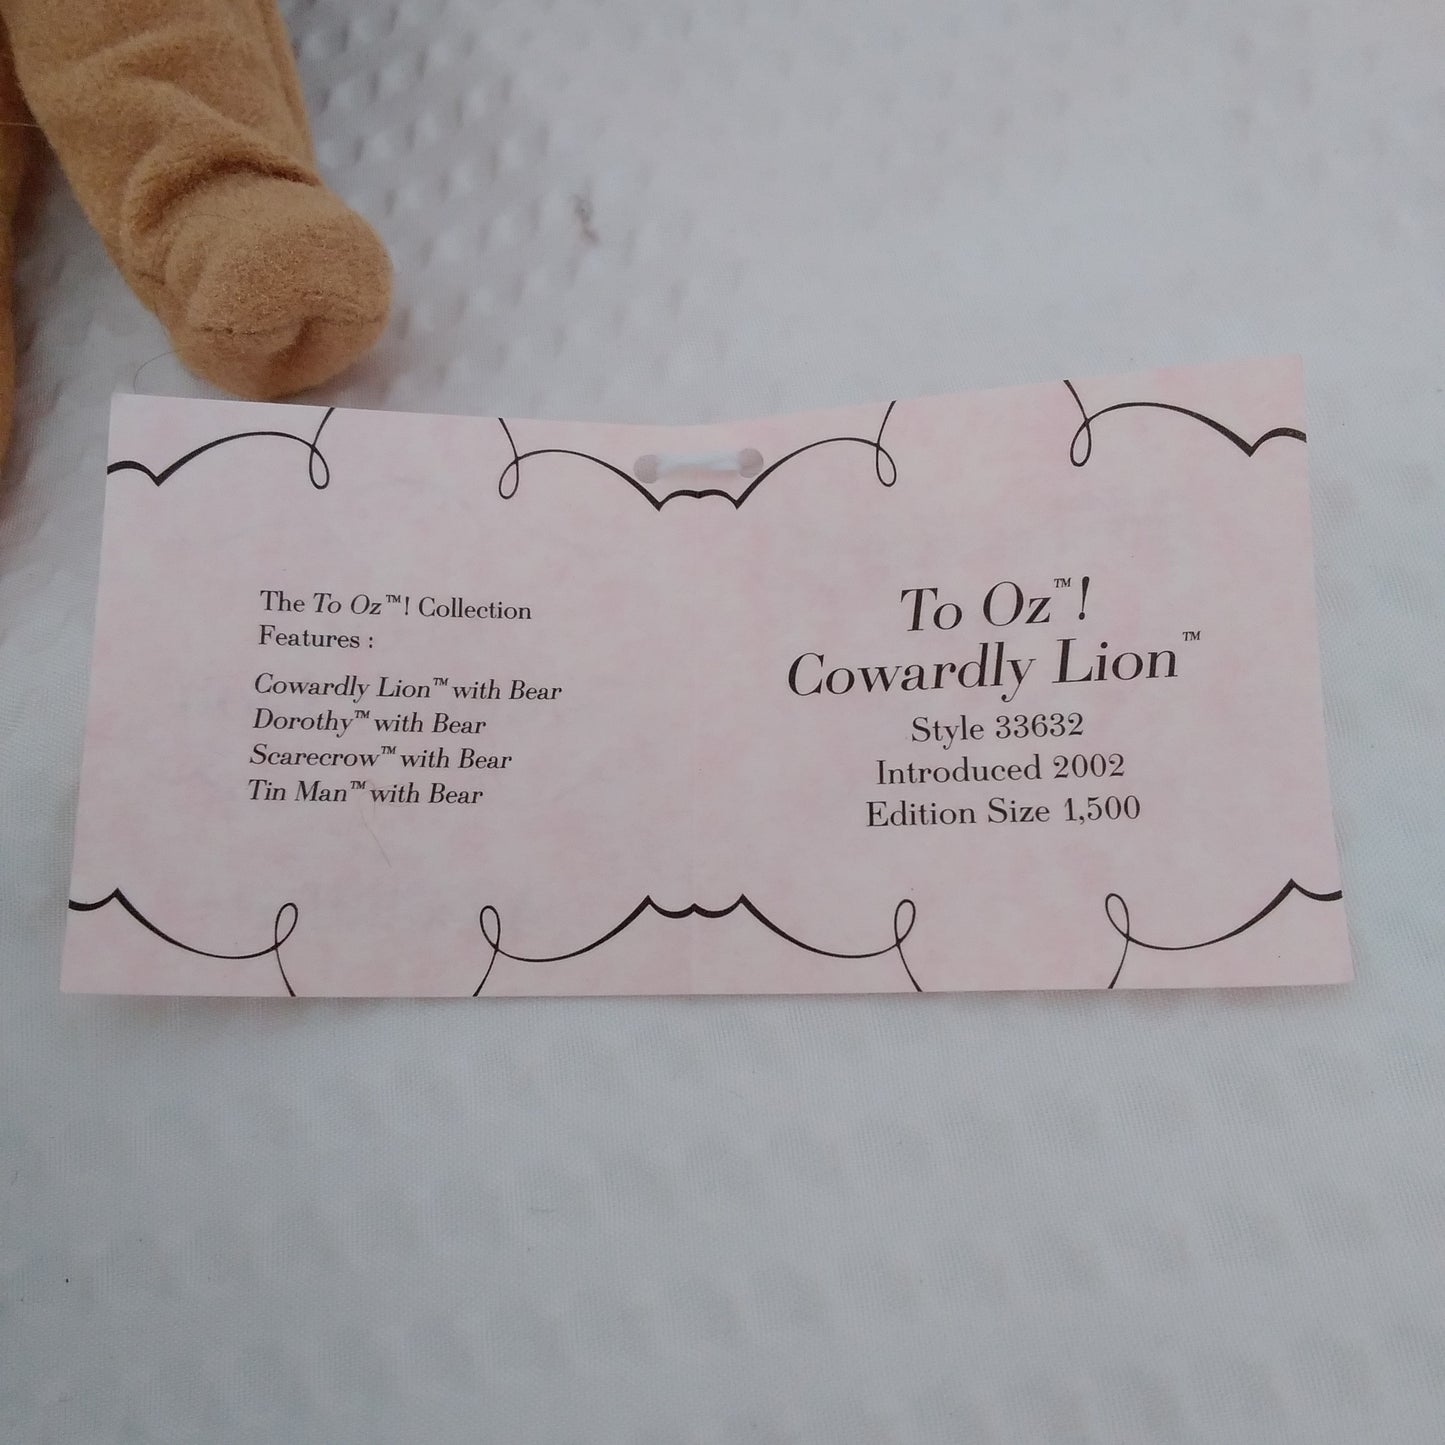 The To Oz™! Collection
Features :
Cowardly Lion™ with Bear
Dorothy™ with Bear
Scarecrow™ with Bear
Tin Man™ with Bear
To Oz™!
Cowardly Lion™
Style 33632
Introduced 2002
Edition Size 1,500